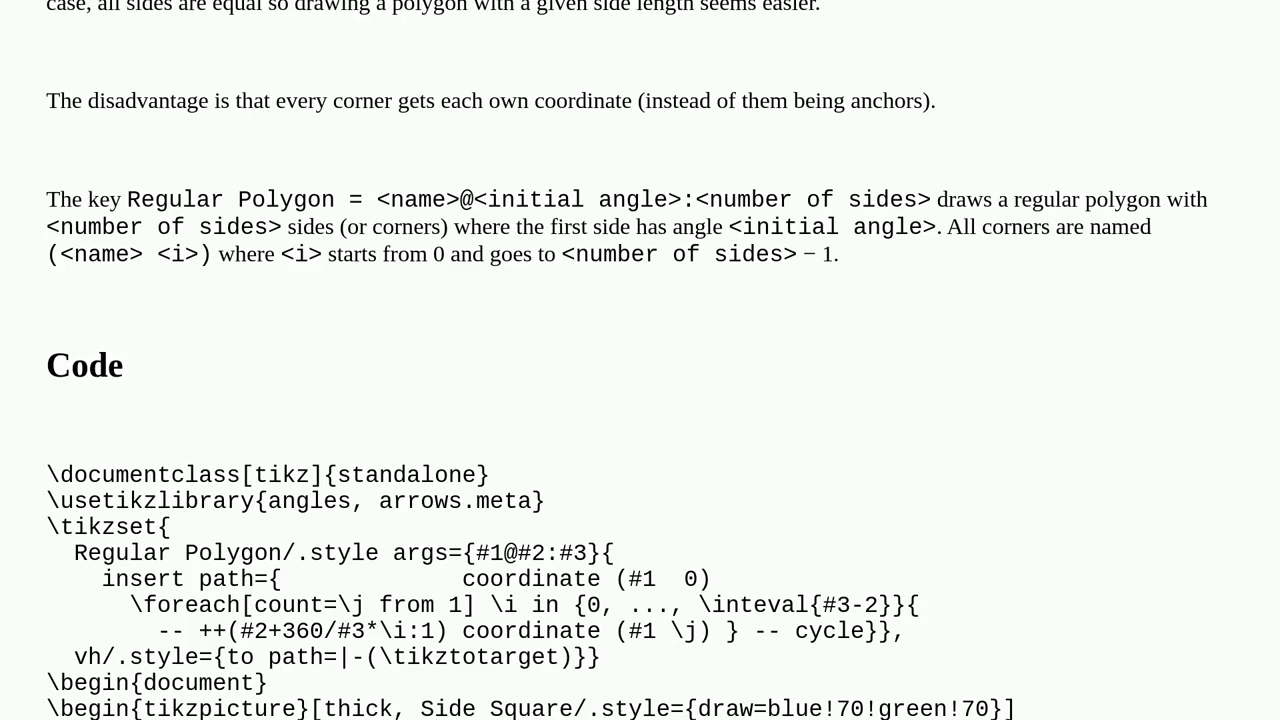 case, all sides are equal so drawing a polygon with a given side length seems easier.
The disadvantage is that every corner gets each own coordinate (instead of them being anchors).
The key Regular Polygon = <name>@<initial angle>:<number of sides> draws a regular polygon with
<number of sides> sides (or corners) where the first side has angle <initial angle>. All corners are named
(<name> <i>) where <i> starts from 0 and goes to <number of sides> − 1.
Code
\documentclass[tikz]{standalone}
\usetikzlibrary{angles, arrows.meta}
\tikzset{
  Regular Polygon/.style args={#1@#2:#3}{
    insert path={             coordinate (#1  0)
      \foreach[count=\j from 1] \i in {0, ..., \inteval{#3-2}}{
        -- ++(#2+360/#3*\i:1) coordinate (#1 \j) } -- cycle}},
  vh/.style={to path=|-(\tikztotarget)}}
\begin{document}
\begin{tikzpicture}[thick, Side Square/.style={draw=blue!70!green!70}]